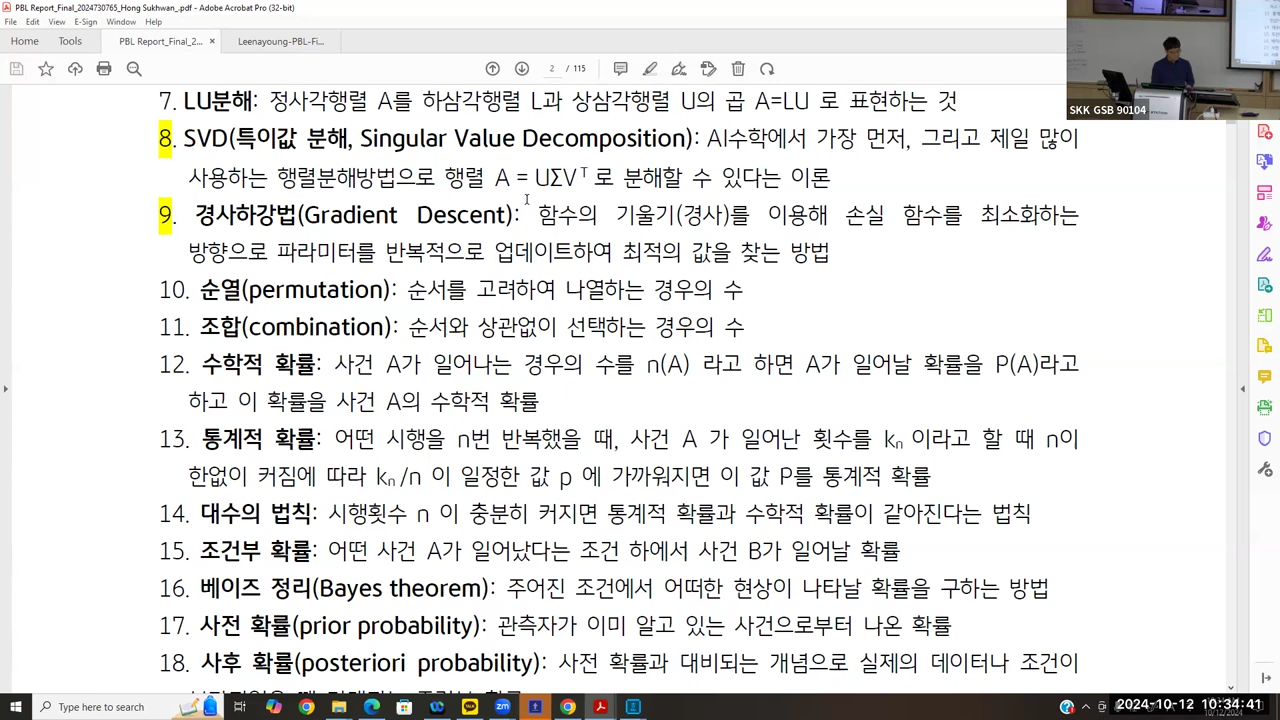 PBL Report_Final_2024730765_Hong Sukhwan_.pdf - Adobe Acrobat Pro (32-bit)
File Edit View E-Sign Window Help
Home Tools PBL Report_Final_2... × Leenayoung-PBL-Fi...
2 / 115
SKK GSB 90104
7. LU분해: 정사각행렬 A를 하삼각행렬 L과 상삼각행렬 U의 곱 A=LU 로 표현하는 것
8. SVD(특이값 분해, Singular Value Decomposition): AI수학에서 가장 먼저, 그리고 제일 많이
사용하는 행렬분해방법으로 행렬 A = UΣVᵀ 로 분해할 수 있다는 이론
9. 경사하강법(Gradient Descent): 함수의 기울기(경사)를 이용해 손실 함수를 최소화하는
방향으로 파라미터를 반복적으로 업데이트하여 최적의 값을 찾는 방법
10. 순열(permutation): 순서를 고려하여 나열하는 경우의 수
11. 조합(combination): 순서와 상관없이 선택하는 경우의 수
12. 수학적 확률: 사건 A가 일어나는 경우의 수를 n(A) 라고 하면 A가 일어날 확률을 P(A)라고
하고 이 확률을 사건 A의 수학적 확률
13. 통계적 확률: 어떤 시행을 n번 반복했을 때, 사건 A 가 일어난 횟수를 kₙ 이라고 할 때 n이
한없이 커짐에 따라 kₙ/n 이 일정한 값 p 에 가까워지면 이 값 P를 통계적 확률
14. 대수의 법칙: 시행횟수 n 이 충분히 커지면 통계적 확률과 수학적 확률이 같아진다는 법칙
15. 조건부 확률: 어떤 사건 A가 일어났다는 조건 하에서 사건 B가 일어날 확률
16. 베이즈 정리(Bayes theorem): 주어진 조건에서 어떠한 현상이 나타날 확률을 구하는 방법
17. 사전 확률(prior probability): 관측자가 이미 알고 있는 사건으로부터 나온 확률
18. 사후 확률(posteriori probability): 사전 확률과 대비되는 개념으로 실제의 데이터나 조건이
Type here to search
2024-10-12 10:34:41